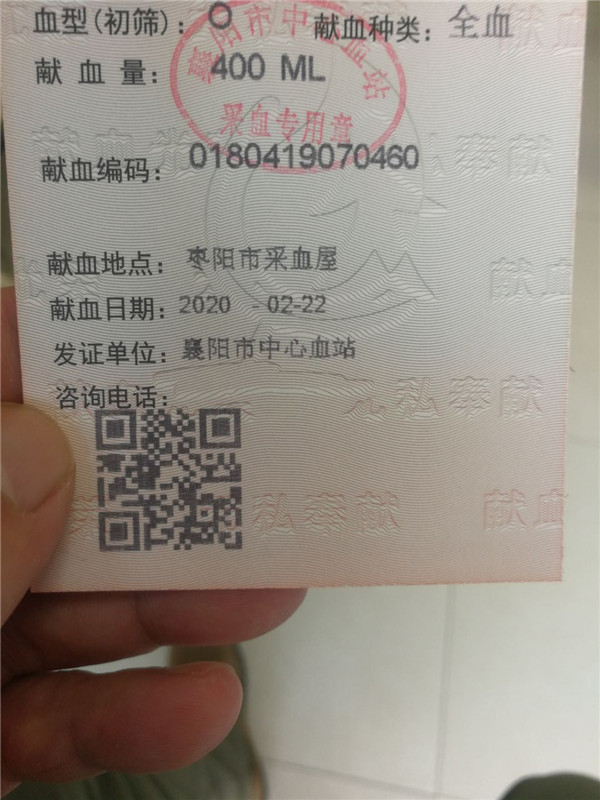 血型(初筛)：O 献血种类：全血
献血量：400 ML
襄阳市中心血站
采血专用章
献血编码：0180419070460
献血地点：枣阳市采血屋
献血日期：2020 -02-22
发证单位：襄阳市中心血站
咨询电话：
无私奉献
私奉献 献血